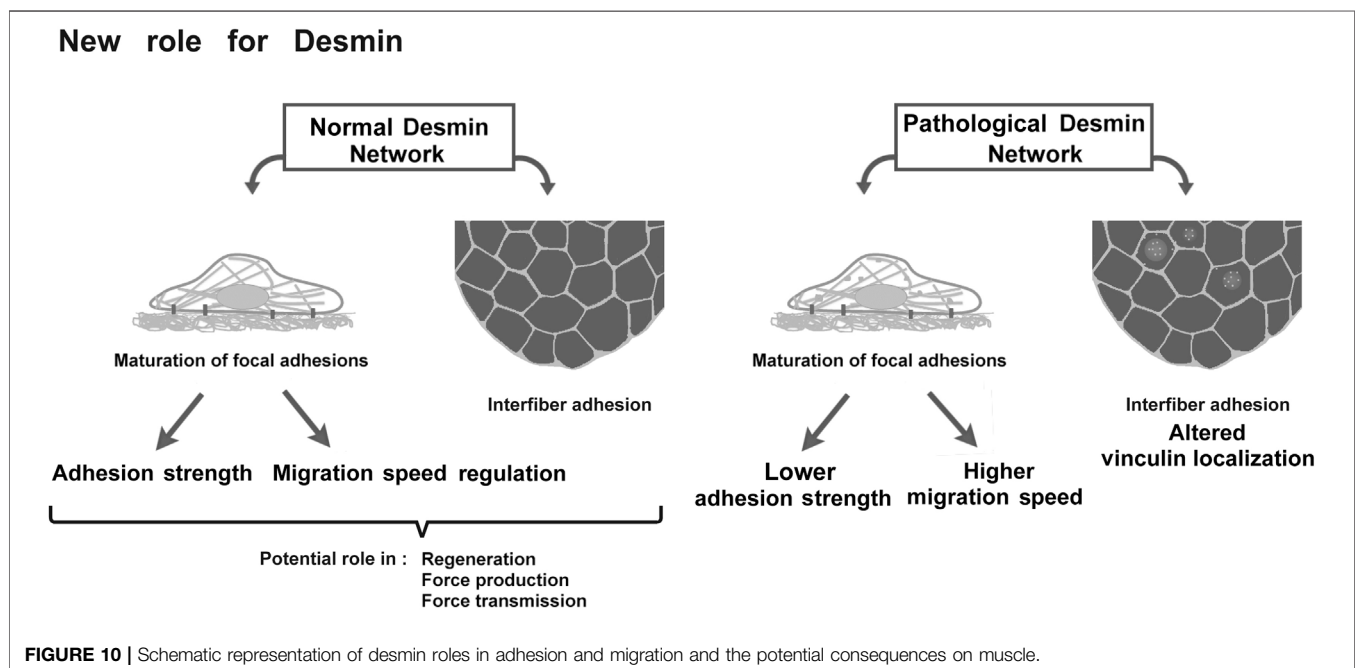 New role for Desmin
Normal Desmin
Network
Maturation of focal adhesions
Interfiber adhesion
Adhesion strength
Migration speed regulation
Potential role in :
Regeneration
Force production
Force transmission
Pathological Desmin
Network
Maturation of focal adhesions
Interfiber adhesion
Altered
vinculin localization
Lower
adhesion strength
Higher
migration speed
FIGURE 10 | Schematic representation of desmin roles in adhesion and migration and the potential consequences on muscle.